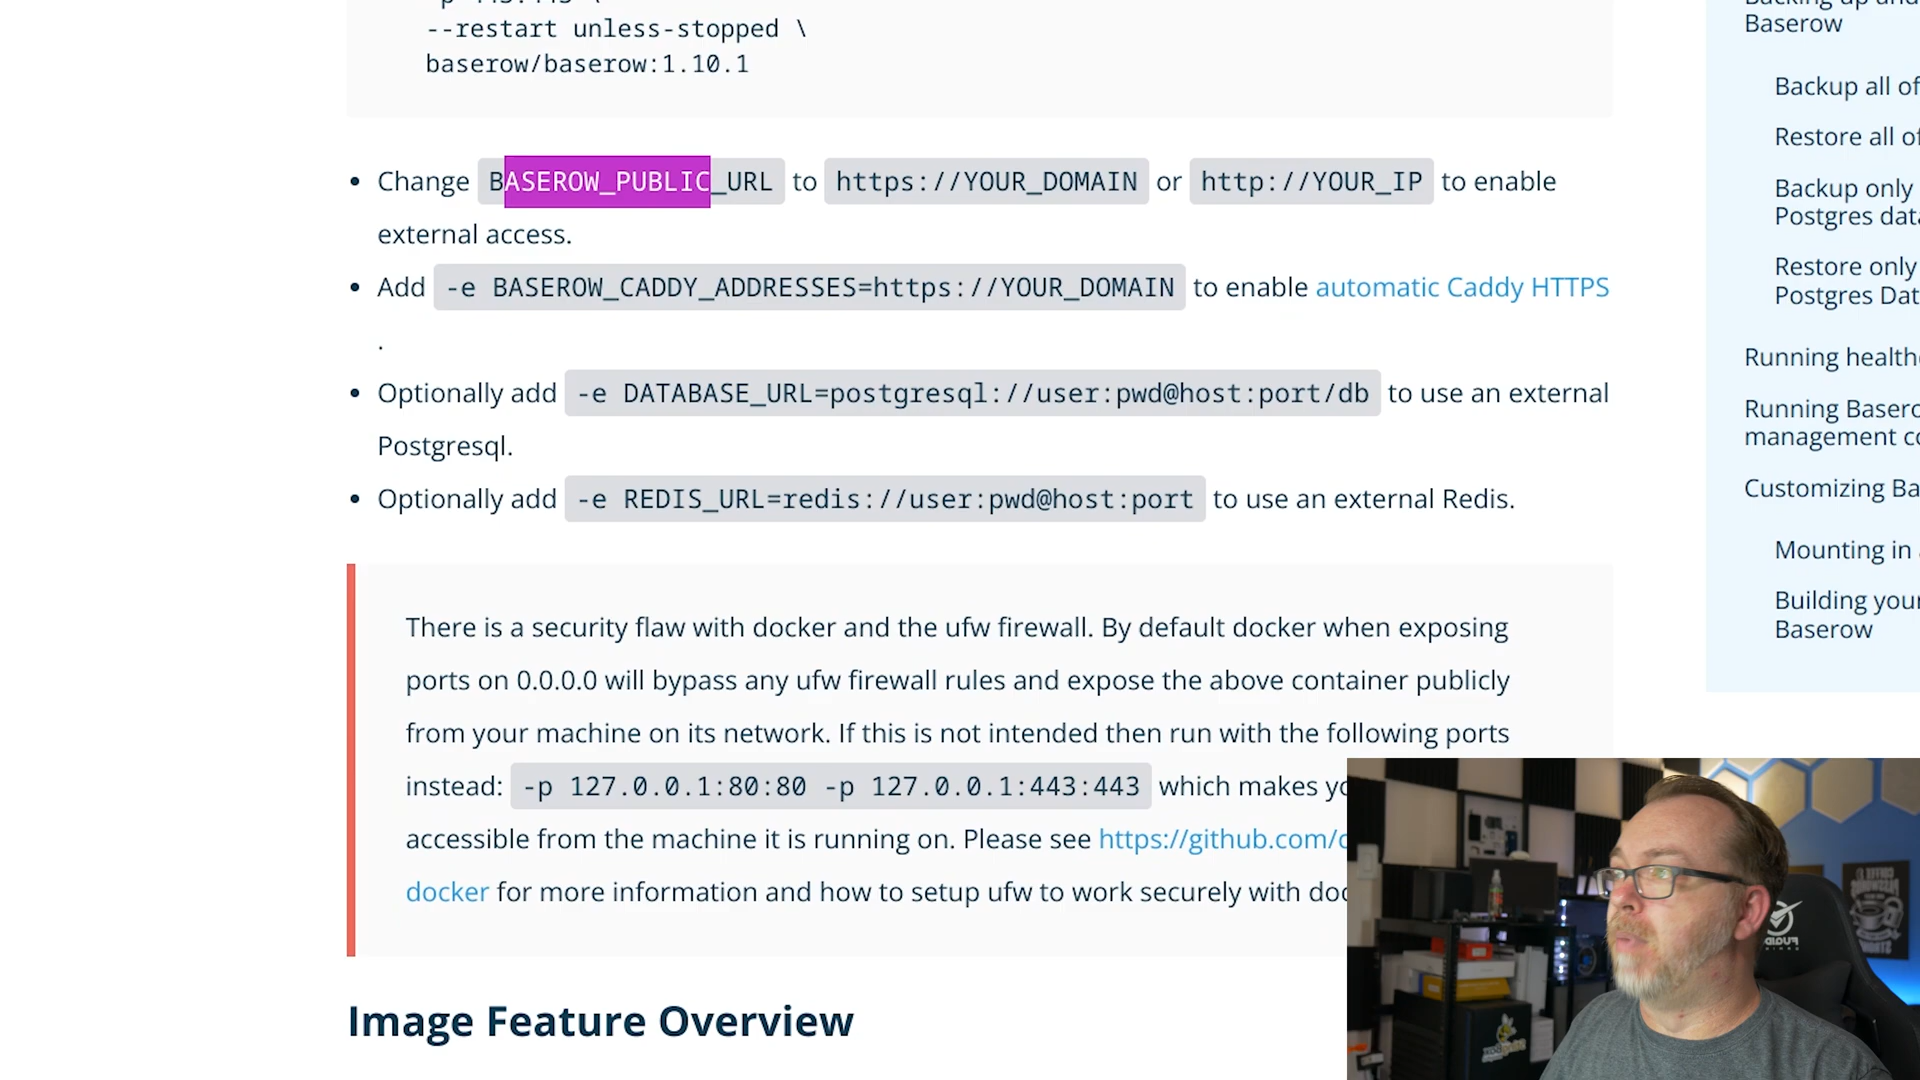 --restart unless-stopped \
baserow/baserow:1.10.1
Change BASEROW_PUBLIC_URL to https://YOUR_DOMAIN or http://YOUR_IP to enable
external access.
Add -e BASEROW_CADDY_ADDRESSES=https://YOUR_DOMAIN to enable automatic Caddy HTTPS
.
Optionally add -e DATABASE_URL=postgresql://user:pwd@host:port/db to use an external
Postgresql.
Optionally add -e REDIS_URL=redis://user:pwd@host:port to use an external Redis.
There is a security flaw with docker and the ufw firewall. By default docker when exposing
ports on 0.0.0.0 will bypass any ufw firewall rules and expose the above container publicly
from your machine on its network. If this is not intended then run with the following ports
instead: -p 127.0.0.1:80:80 -p 127.0.0.1:443:443 which makes yo
accessible from the machine it is running on. Please see https://github.com/c
docker for more information and how to setup ufw to work securely with doc
Image Feature Overview
Backing up and
Baserow
Backup all of
Restore all of
Backup only
Postgres data
Restore only
Postgres Dat
Running health
Running Basero
management co
Customizing Ba
Mounting in
Building your
Baserow